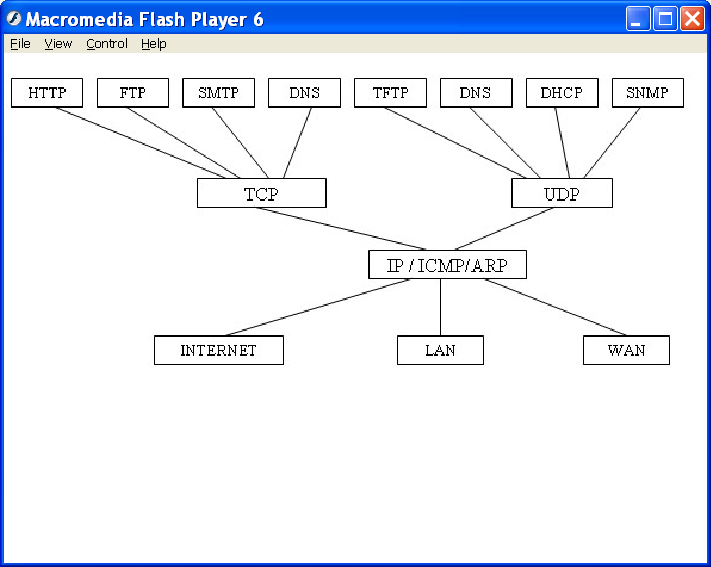 Macromedia Flash Player 6
File View Control Help
HTTP FTP SMTP DNS TFTP DNS DHCP SNMP
TCP UDP
IP / ICMP/ARP
INTERNET LAN WAN